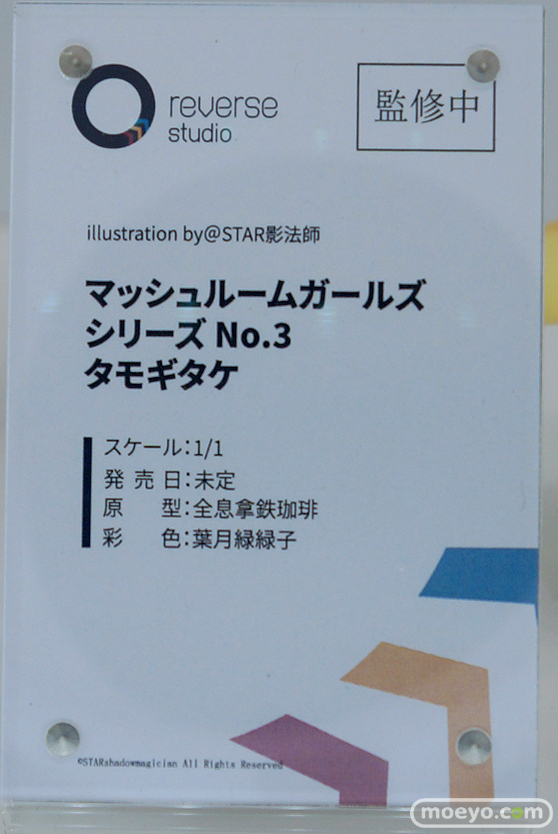 reverse
studio
監修中
illustration by@STAR影法師
マッシュルームガールズ
シリーズ No.3
タモギタケ
スケール:1/1
発売日:未定
原型:全息拿鉄珈琲
彩色:葉月緑緑子
©STARshadowmagician All Rights Reserved
moeyo.com